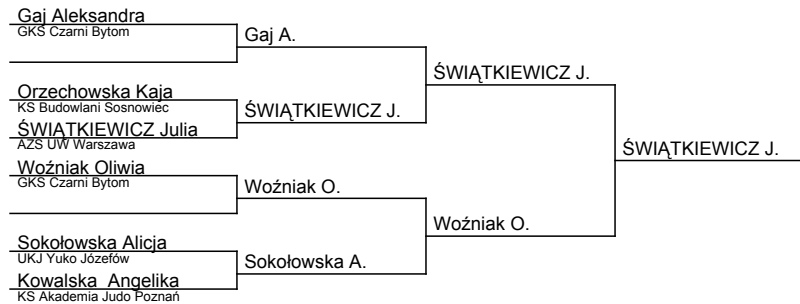 Gaj Aleksandra
GKS Czarni Bytom
Gaj A.
ŚWIĄTKIEWICZ J.
Orzechowska Kaja
KS Budowlani Sosnowiec
ŚWIĄTKIEWICZ J.
ŚWIĄTKIEWICZ Julia
AZS UW Warszawa
ŚWIĄTKIEWICZ J.
Woźniak Oliwia
GKS Czarni Bytom
Woźniak O.
Woźniak O.
Sokołowska Alicja
UKJ Yuko Józefów
Sokołowska A.
Kowalska  Angelika
KS Akademia Judo Poznań